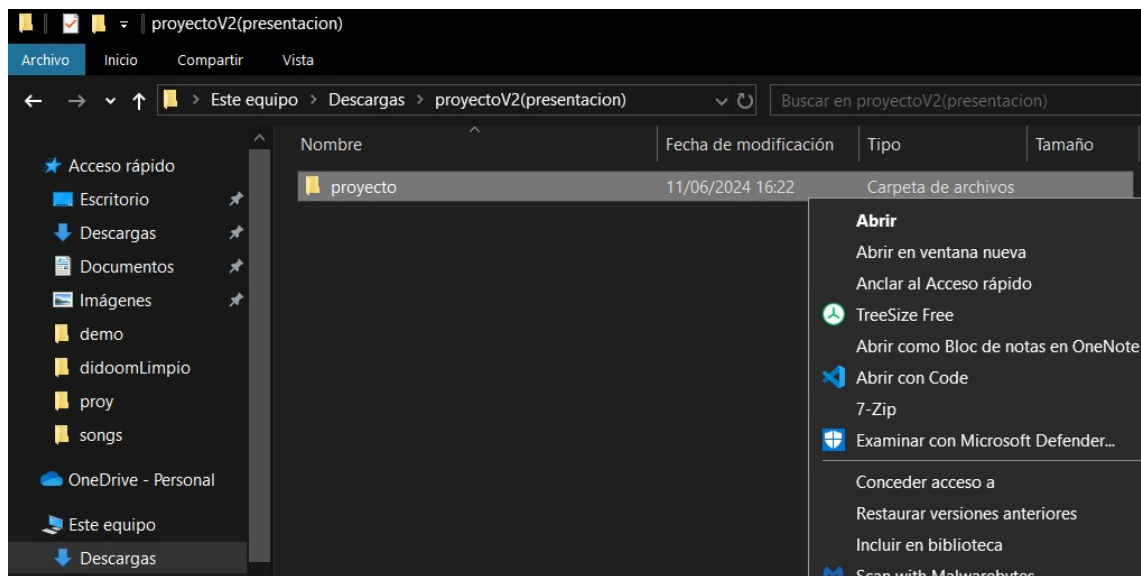 proyectoV2(presentacion)
Archivo Inicio Compartir Vista
Este equipo > Descargas > proyectoV2(presentacion) Buscar en proyectoV2(presentacion)
Nombre Fecha de modificación Tipo Tamaño
Acceso rápido
Escritorio
Descargas
Documentos
Imágenes
demo
didoomLimpio
proy
songs
OneDrive - Personal
Este equipo
Descargas
proyecto 11/06/2024 16:22 Carpeta de archivos
Abrir
Abrir en ventana nueva
Anclar al Acceso rápido
TreeSize Free
Abrir como Bloc de notas en OneNote
Abrir con Code
7-Zip
Examinar con Microsoft Defender...
Conceder acceso a
Restaurar versiones anteriores
Incluir en biblioteca
Scan with Malwarebytes